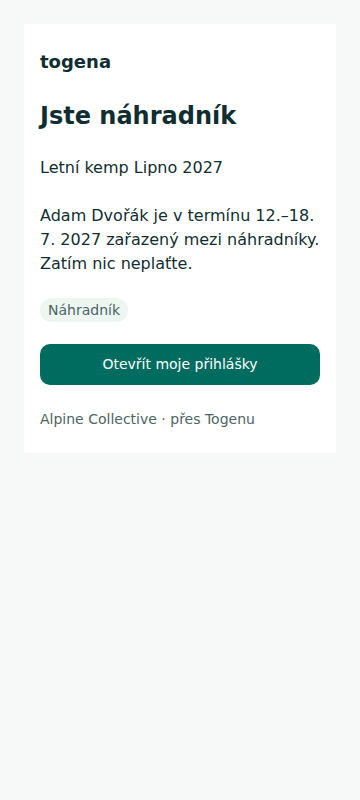 togena
Jste náhradník
Letní kemp Lipno 2027
Adam Dvořák je v termínu 12.–18.
7. 2027 zařazený mezi náhradníky.
Zatím nic neplaťte.
Náhradník
Otevřít moje přihlášky
Alpine Collective · přes Togenu